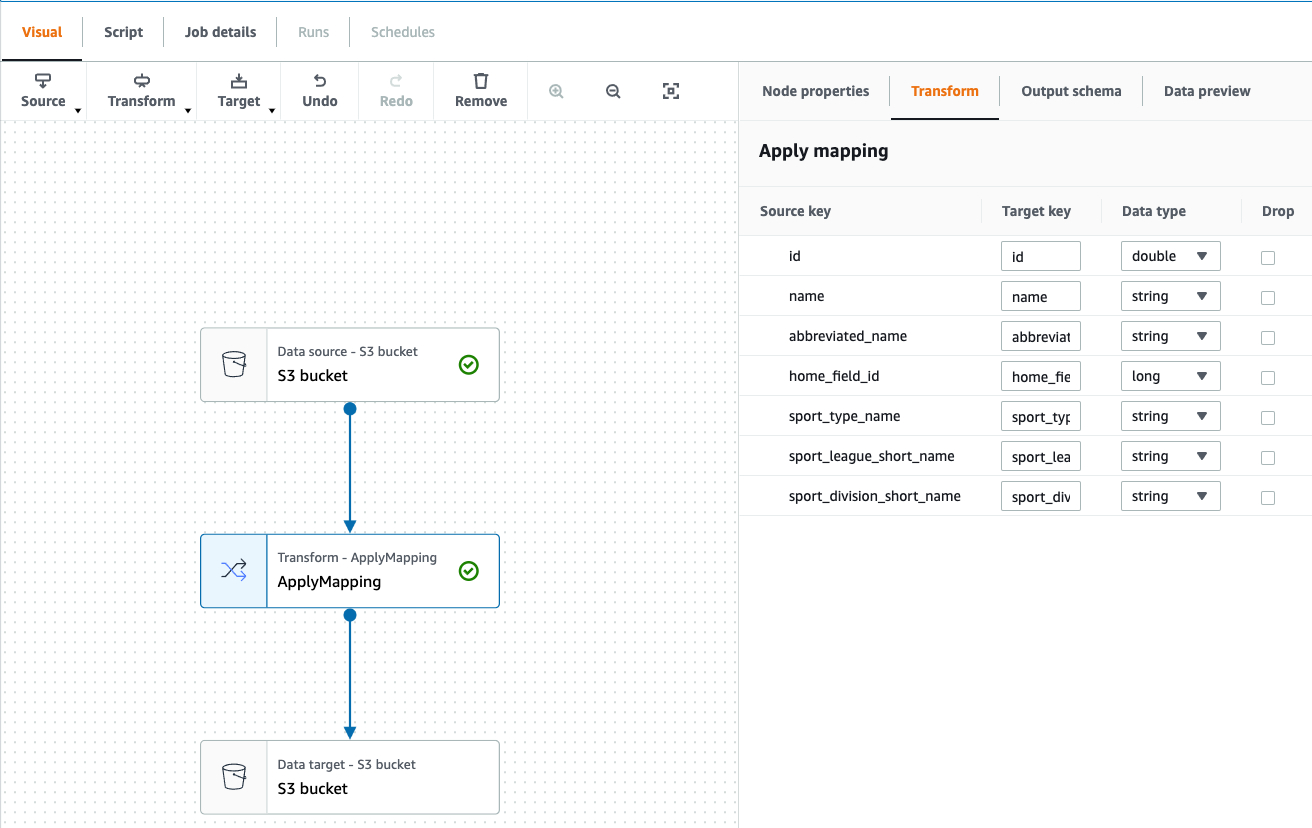 Visual Script Job details Runs Schedules
Source Transform Target Undo Redo Remove
Node properties Transform Output schema Data preview
Apply mapping
Source key Target key Data type Drop
id id double
name name string
abbreviated_name abbreviat string
home_field_id home_fie long
sport_type_name sport_typ string
sport_league_short_name sport_lea string
sport_division_short_name sport_div string
Data source - S3 bucket
S3 bucket
Transform - ApplyMapping
ApplyMapping
Data target - S3 bucket
S3 bucket